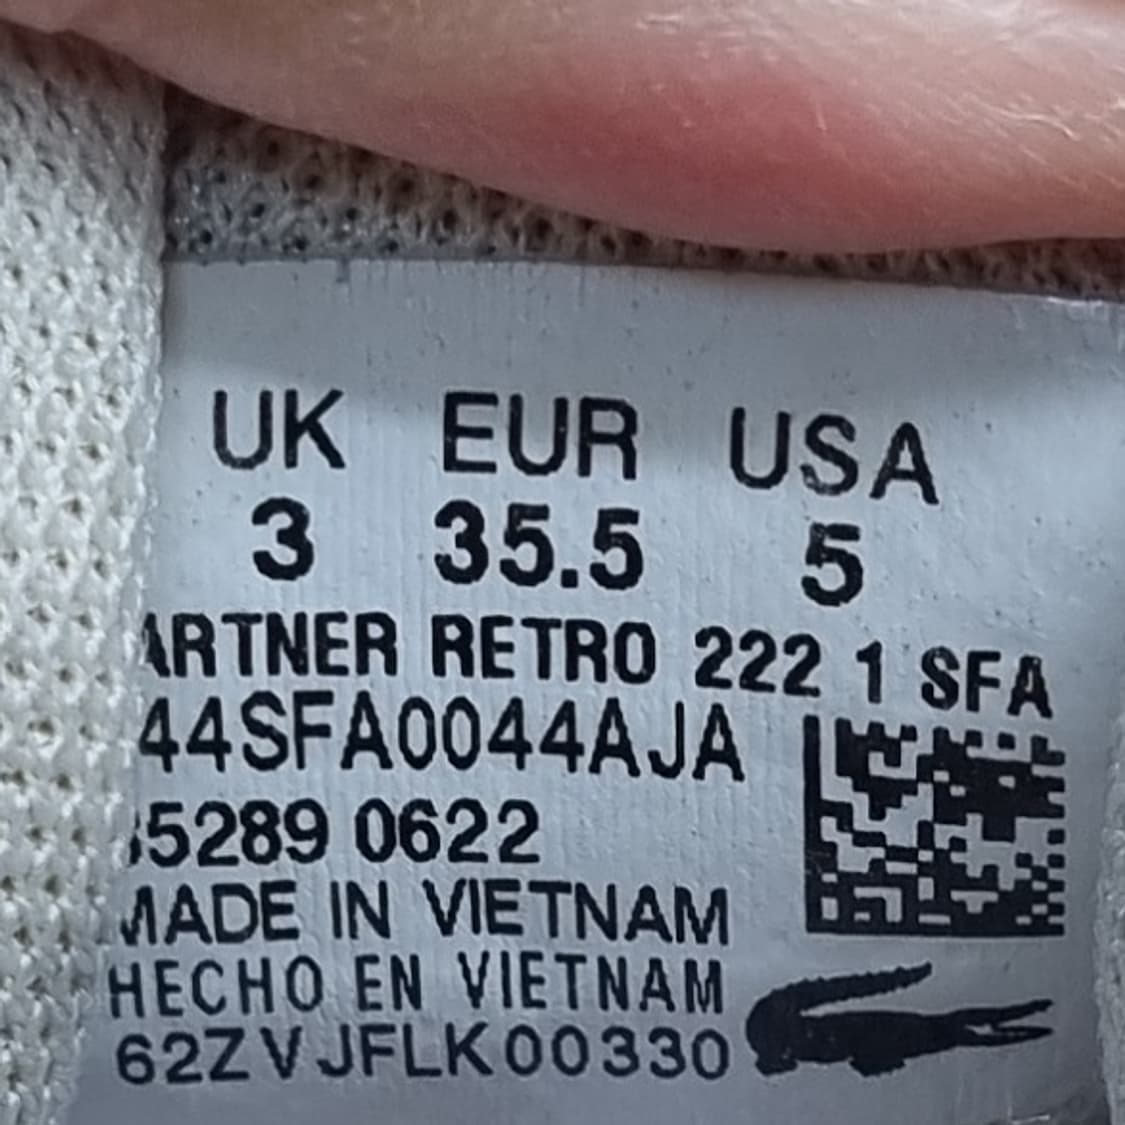 UK EUR USA
3 35.5 5
ARTNER RETRO 222 1 SFA
44SFA0044AJA
5289 0622
MADE IN VIETNAM
HECHO EN VIETNAM
62ZVJFLK00330